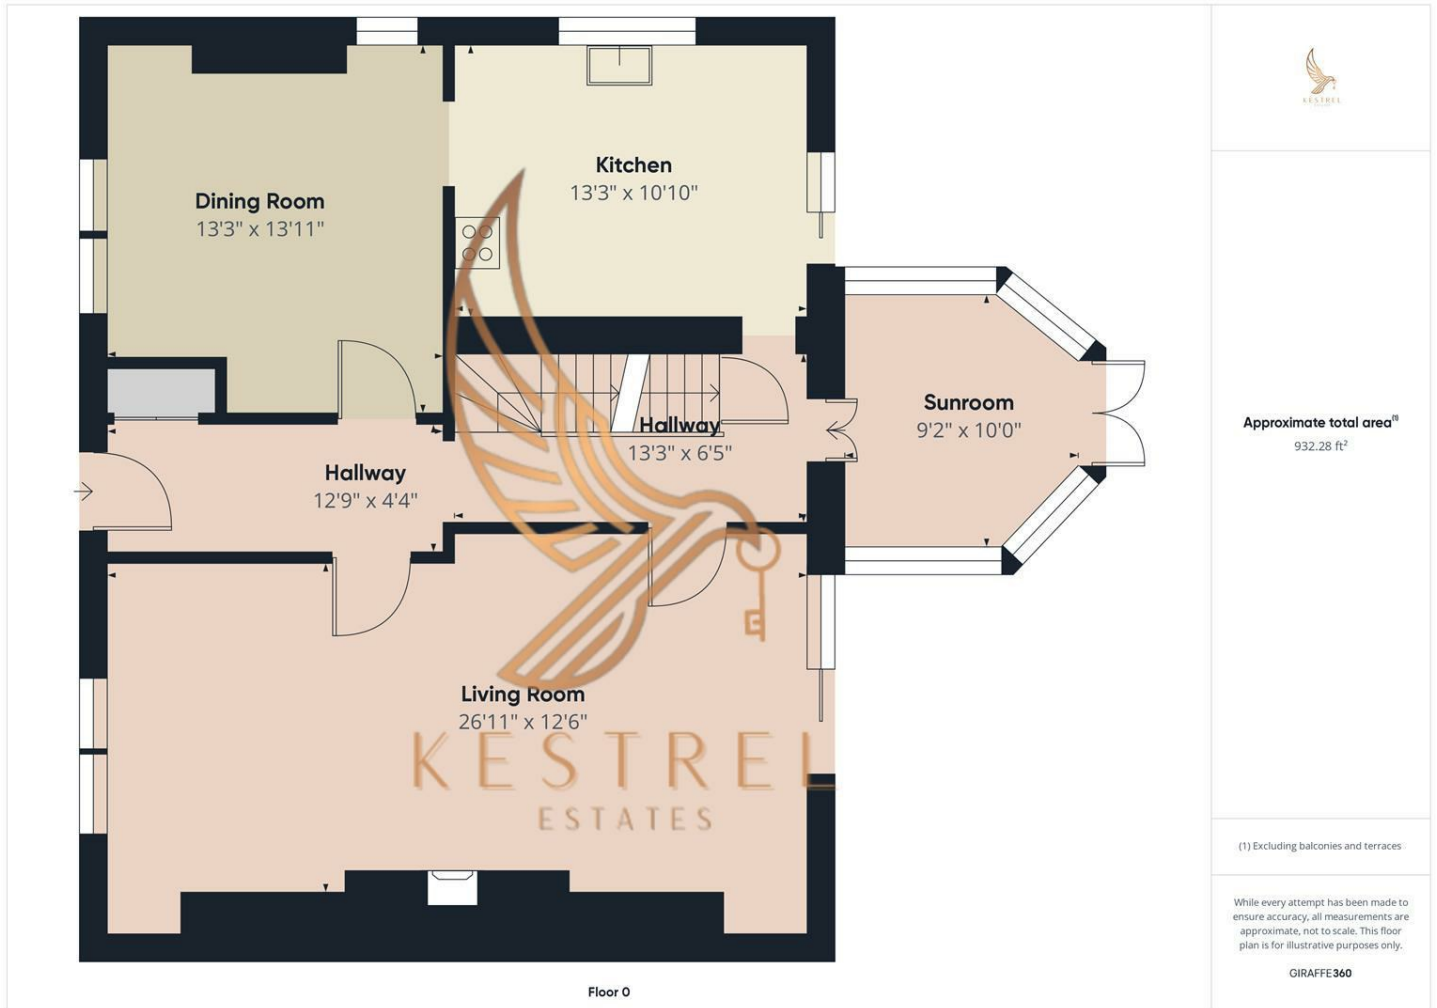 Dining Room
13'3" x 13'11"
Kitchen
13'3" x 10'10"
Sunroom
9'2" x 10'0"
Hallway
13'3" x 6'5"
Hallway
12'9" x 4'4"
Living Room
26'11" x 12'6"
KESTREL
ESTATES
Floor 0
KESTREL
Approximate total area(1)
932.28 ft²
(1) Excluding balconies and terraces
While every attempt has been made to
ensure accuracy, all measurements are
approximate, not to scale. This floor
plan is for illustrative purposes only.
GIRAFFE360